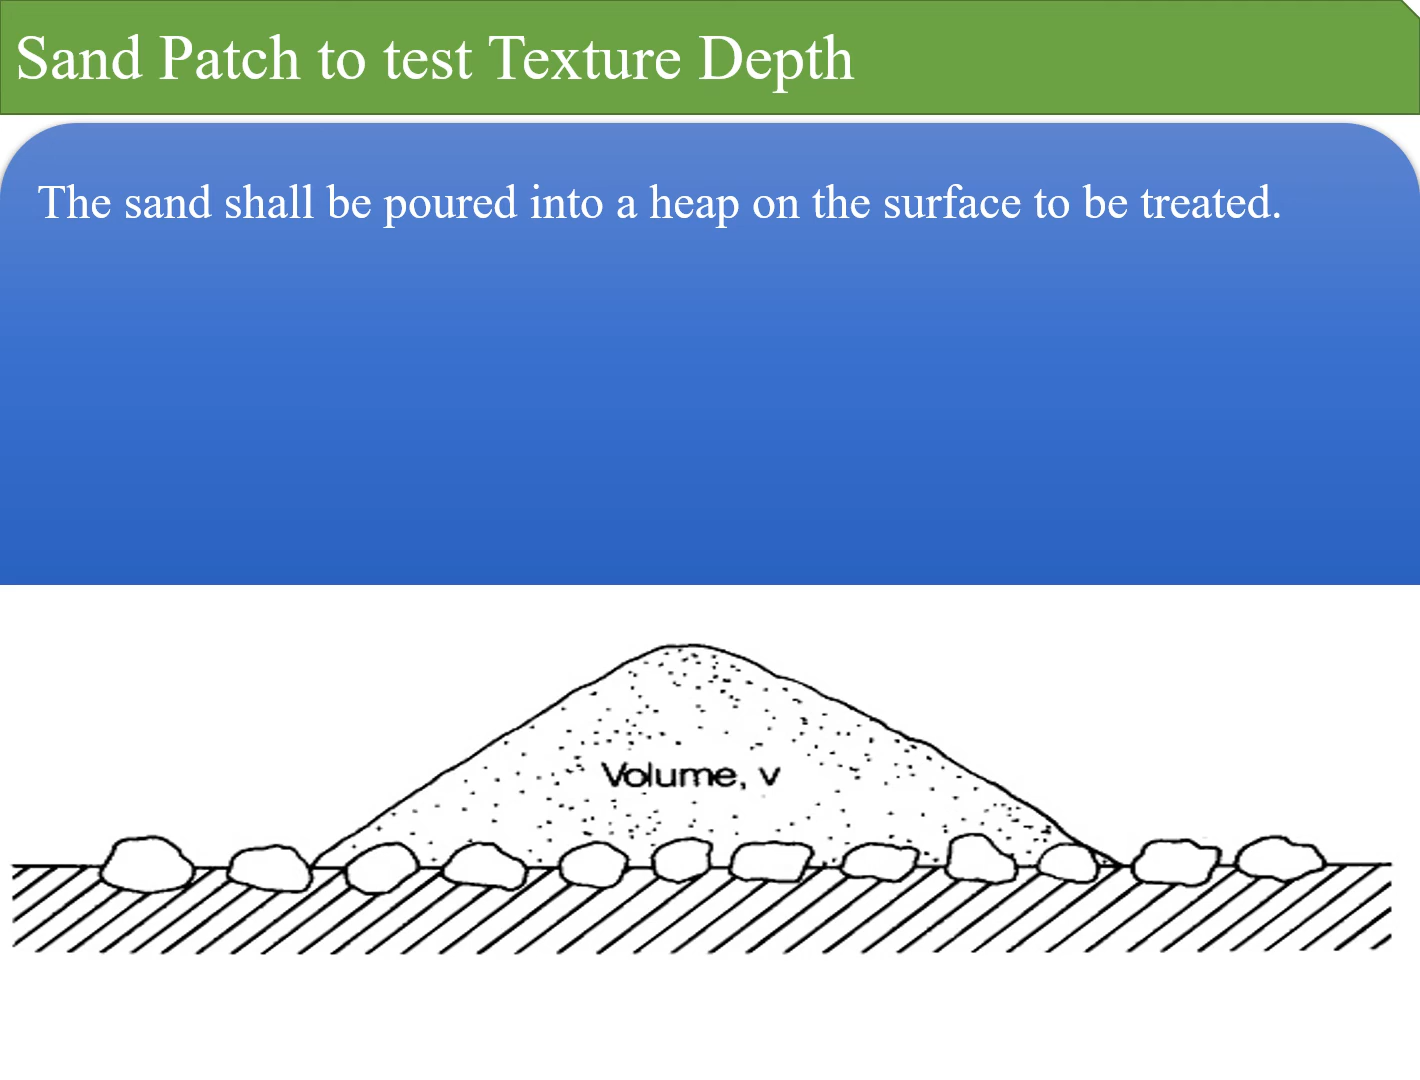 Sand Patch to test Texture Depth
The sand shall be poured into a heap on the surface to be treated.
Volume, v